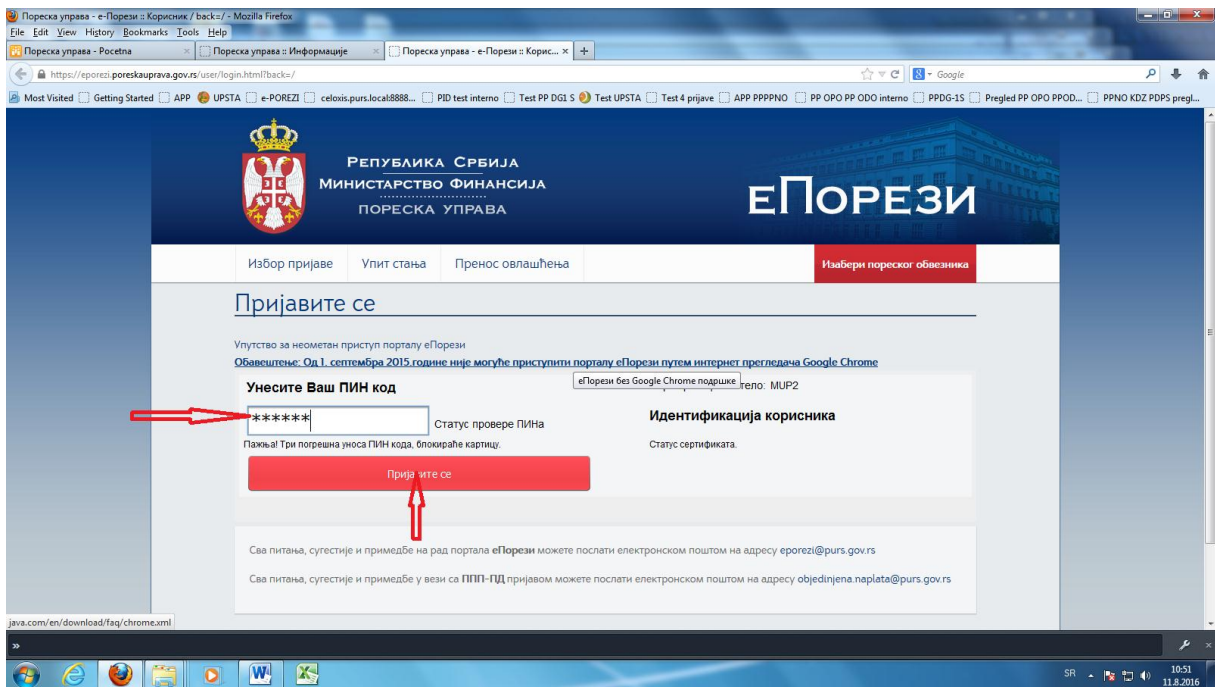 Пореска управа - е-Порези :: Корисник / back=/ - Mozilla Firefox
File Edit View History Bookmarks Tools Help
Пореска управа - Pocetna
Пореска управа :: Информације
Пореска управа - е-Порези :: Корис...
https://eporezi.poreskauprava.gov.rs/user/login.html?back=/
Google
Most Visited Getting Started APP UPSTA e-POREZI celoxis.purs.local:8888... PID test interno Test PP DG1 S Test UPSTA Test 4 prijave APP PPPPNO PP OPO PP ODO interno PPDG-1S Pregled PP OPO PPOD... PPNO KDZ PDPS pregl...
Република Србија
Министарство Финансија
ПОРЕСКА УПРАВА
еПорези
Избор пријаве Упит стања Пренос овлашћења
Изабери пореског обвезника
Пријавите се
Упутство за неометан приступ порталу еПорези
Обавештење: Од 1. септембра 2015.године није могуће приступити порталу еПорези путем интернет прегледача Google Chrome
еПорези без Google Chrome подршке
тело: MUP2
Унесите Ваш ПИН код
******
Статус провере ПИНа
Идентификација корисника
Пажња! Три погрешна уноса ПИН кода, блокираће картицу.
Статус сертификата.
Пријавите се
Сва питања, сугестије и примедбе на рад портала еПорези можете послати електронском поштом на адресу eporezi@purs.gov.rs
Сва питања, сугестије и примедбе у вези са ППП-ПД пријавом можете послати електронском поштом на адресу objedinjena.naplata@purs.gov.rs
java.com/en/download/faq/chrome.xml
SR
10:51
11.8.2016